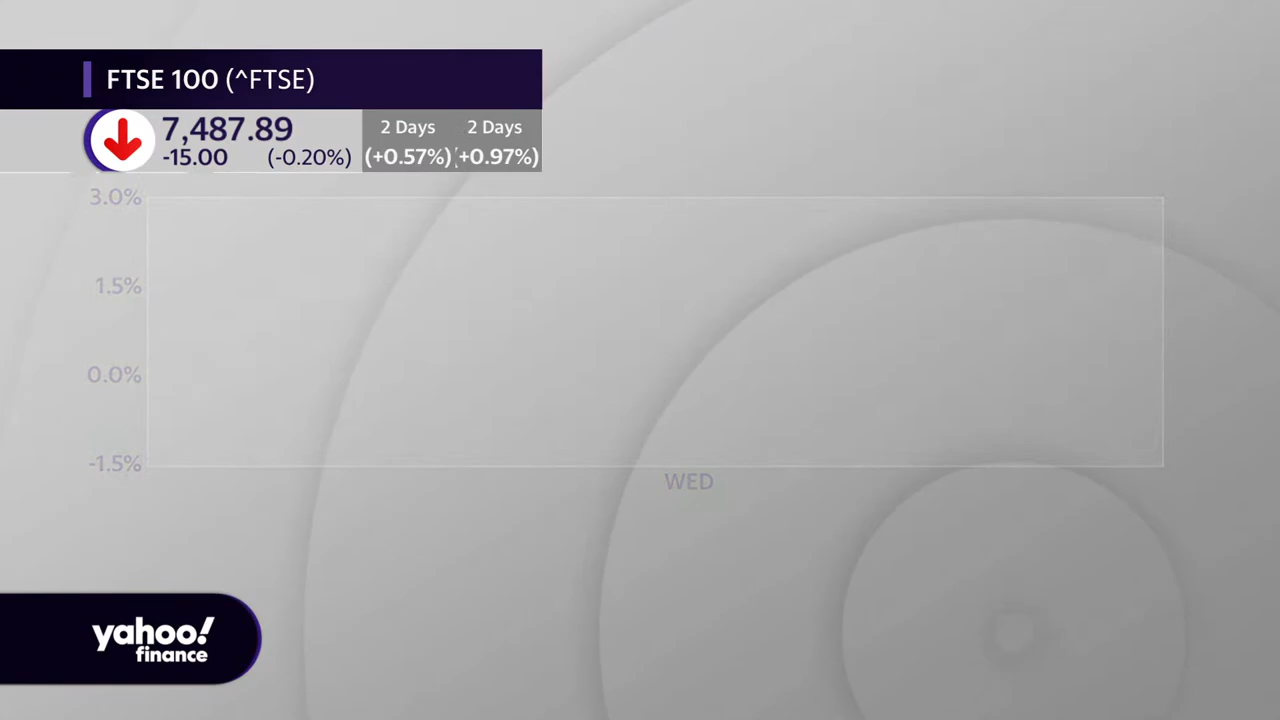 FTSE 100 (^FTSE)
7,487.89
-15.00 (-0.20%)
2 Days 2 Days
(+0.57%) (+0.97%)
3.0%
1.5%
0.0%
-1.5%
WED
yahoo!
finance